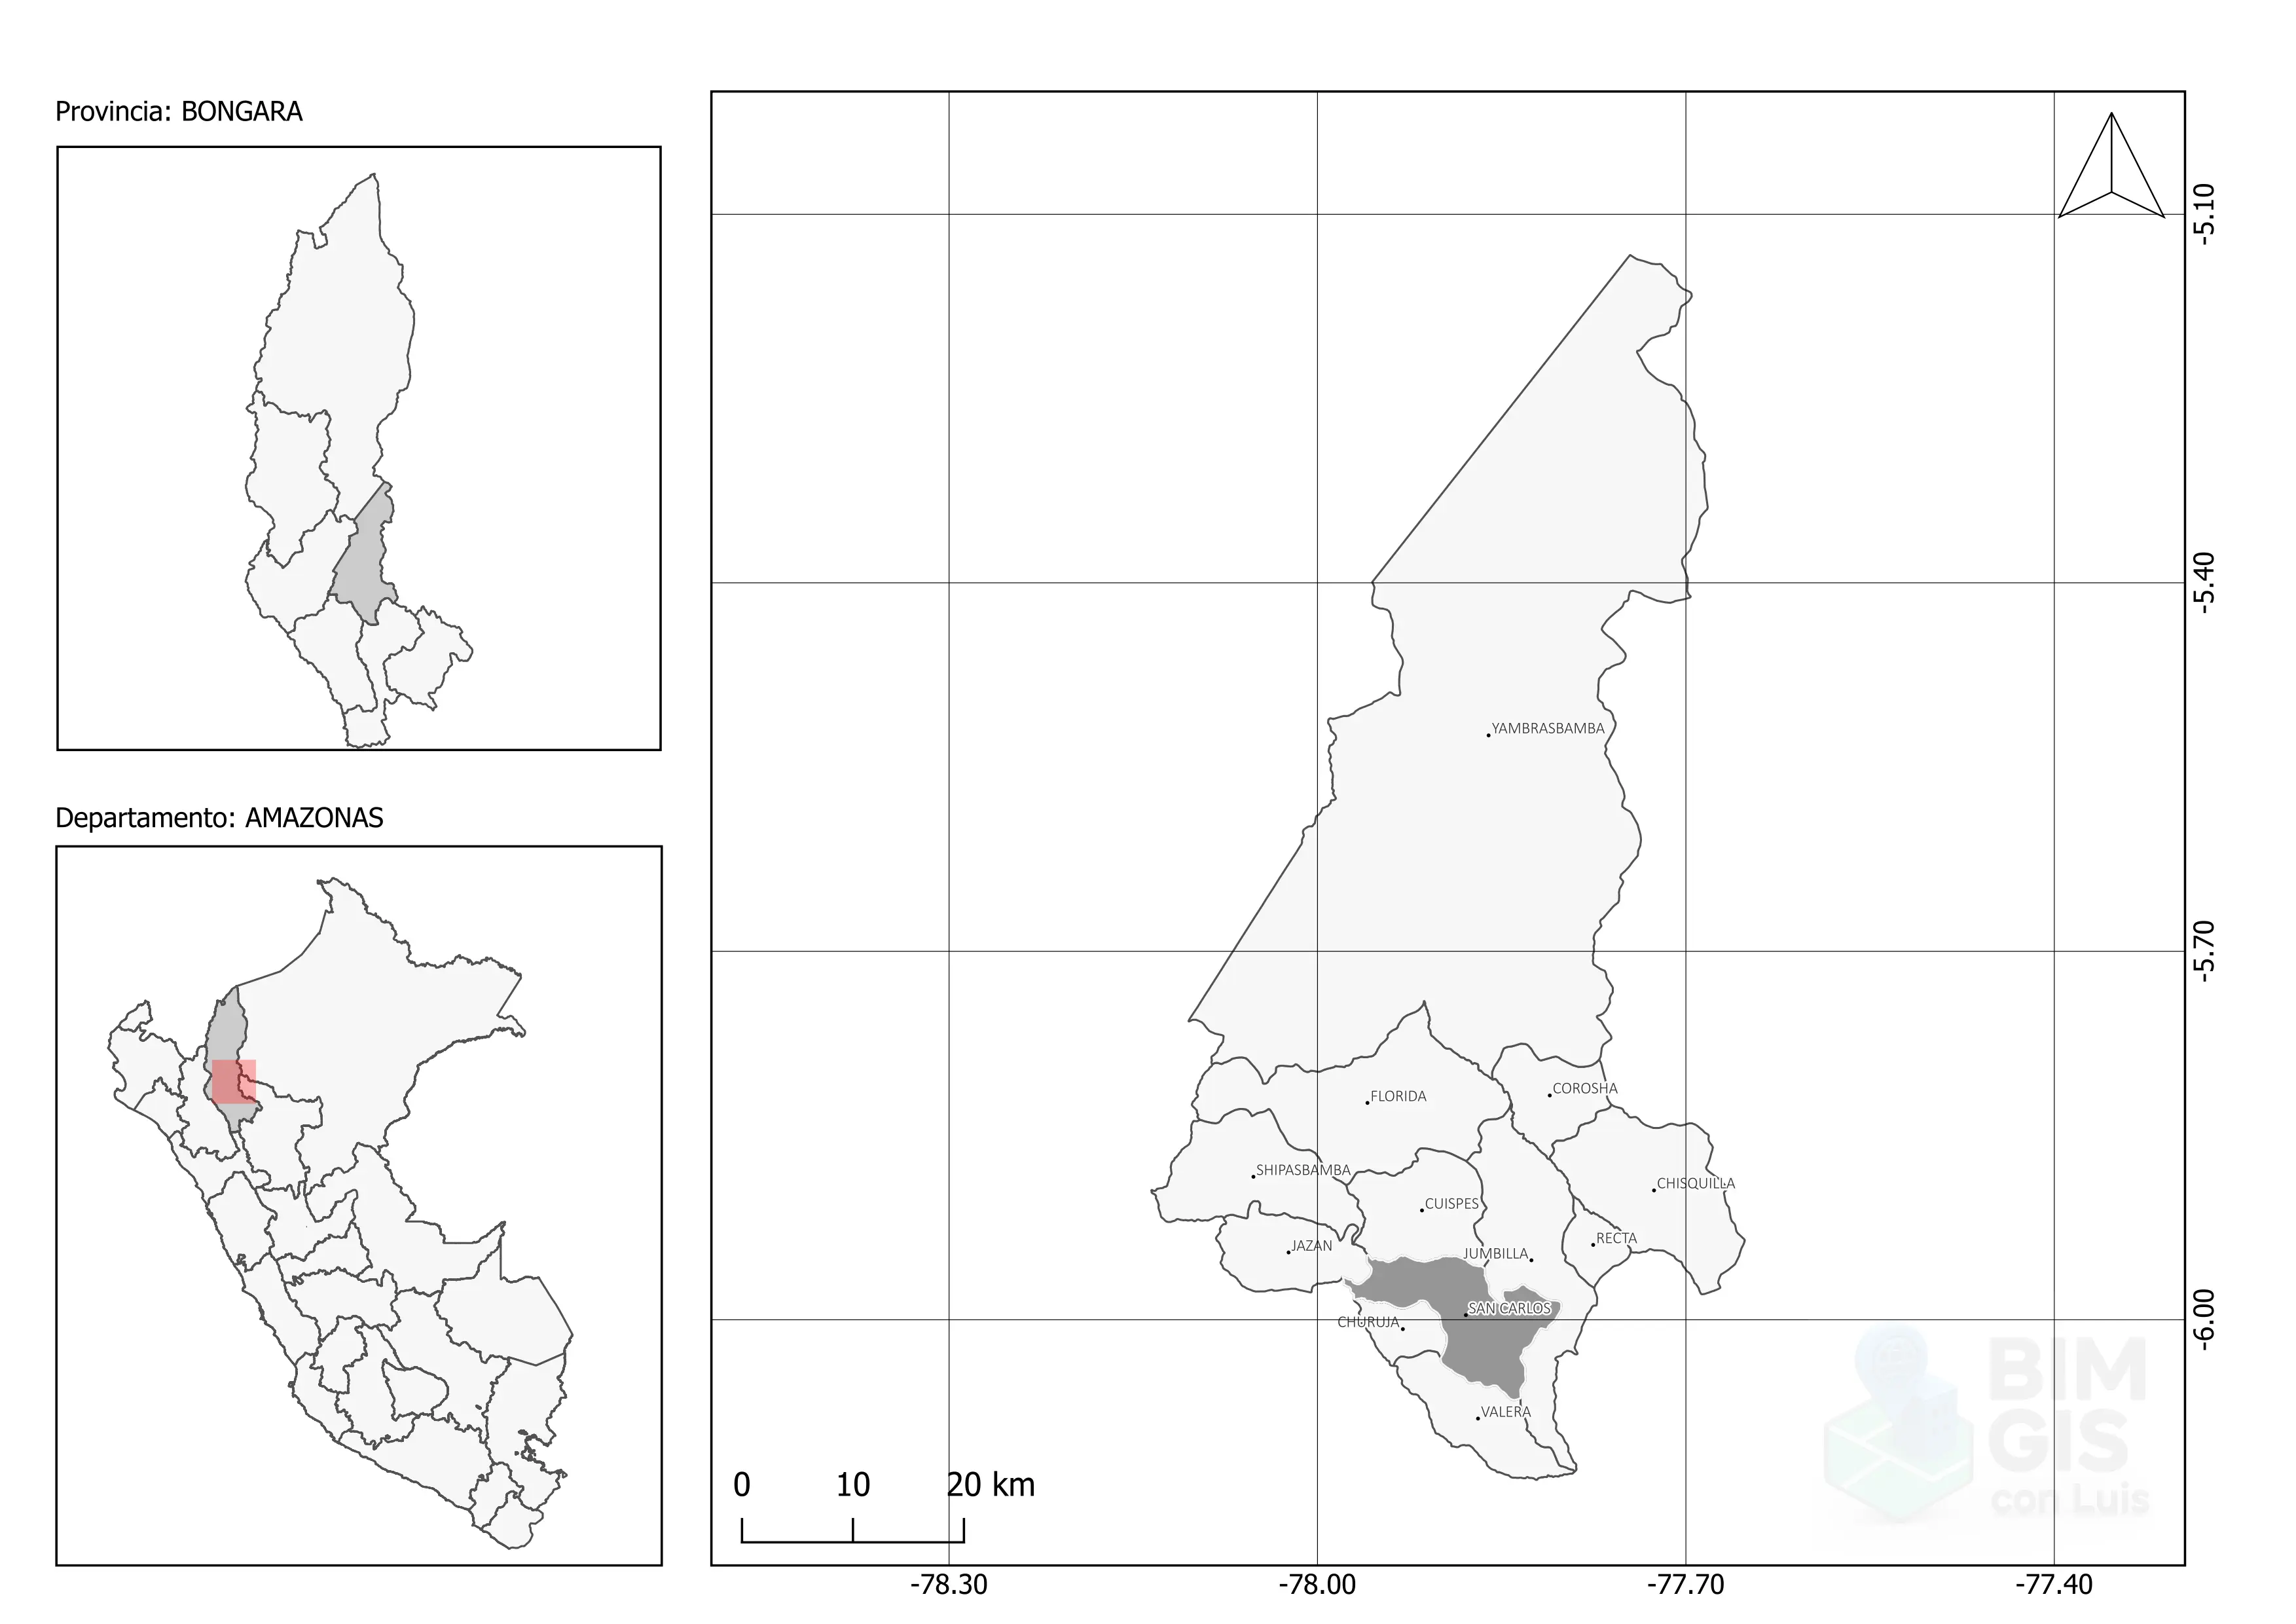 Provincia: BONGARA
Departamento: AMAZONAS
-5.10
-5.40
-5.70
-6.00
YAMBRASBAMBA
COROSHA
FLORIDA
SHIPASBAMBA
CHISQUILLA
CUISPES
RECTA
JAZAN
JUMBILLA
SAN CARLOS
CHURUJA
VALERA
0 10 20 km
BIM
GIS
con Luis
-78.30 -78.00 -77.70 -77.40